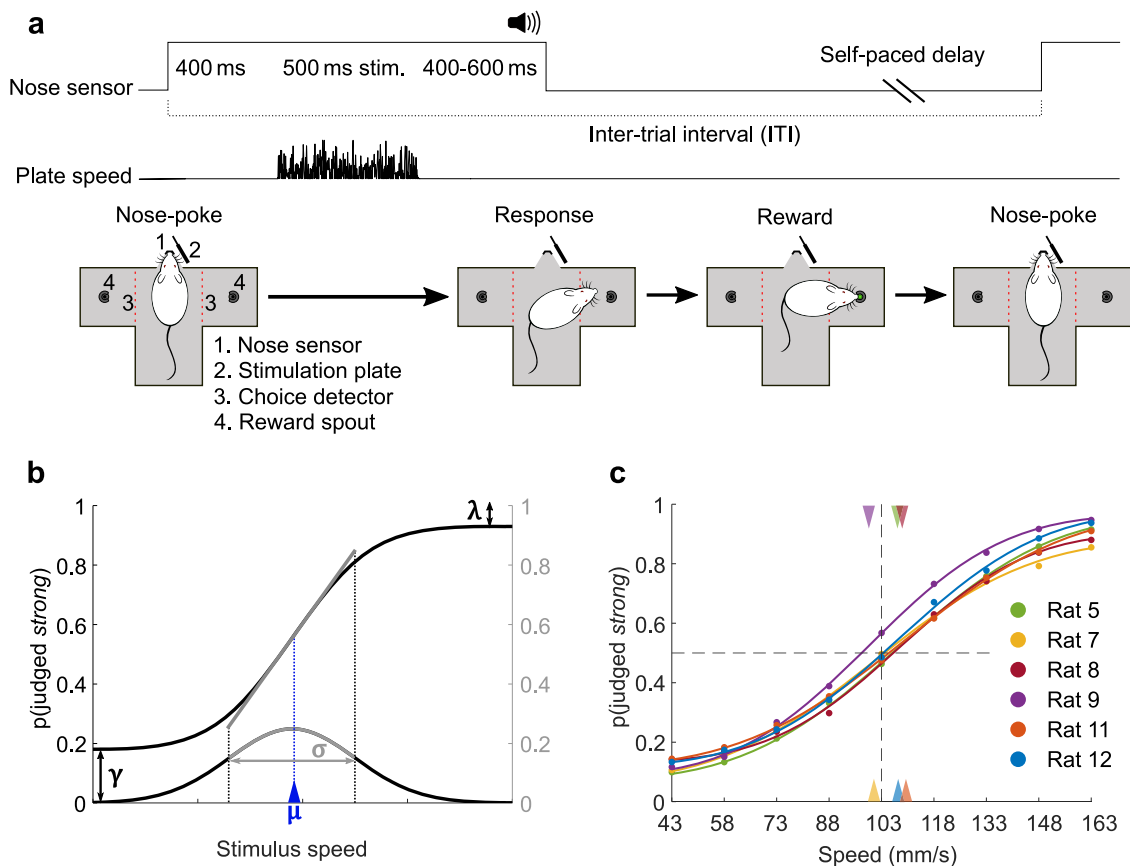 a
400 ms 500 ms stim. 400-600 ms
Self-paced delay
Nose sensor
Inter-trial interval (ITI)
Plate speed
Nose-poke Response Reward Nose-poke
1 2
4 4
3 3
1. Nose sensor
2. Stimulation plate
3. Choice detector
4. Reward spout
b
p(judged strong)
1
0.8
0.6
0.4
0.2
0
λ
γ
σ
μ
1
0.8
0.6
0.4
0.2
0
Stimulus speed
c
p(judged strong)
1
0.8
0.6
0.4
0.2
0
Rat 5
Rat 7
Rat 8
Rat 9
Rat 11
Rat 12
43 58 73 88 103 118 133 148 163
Speed (mm/s)